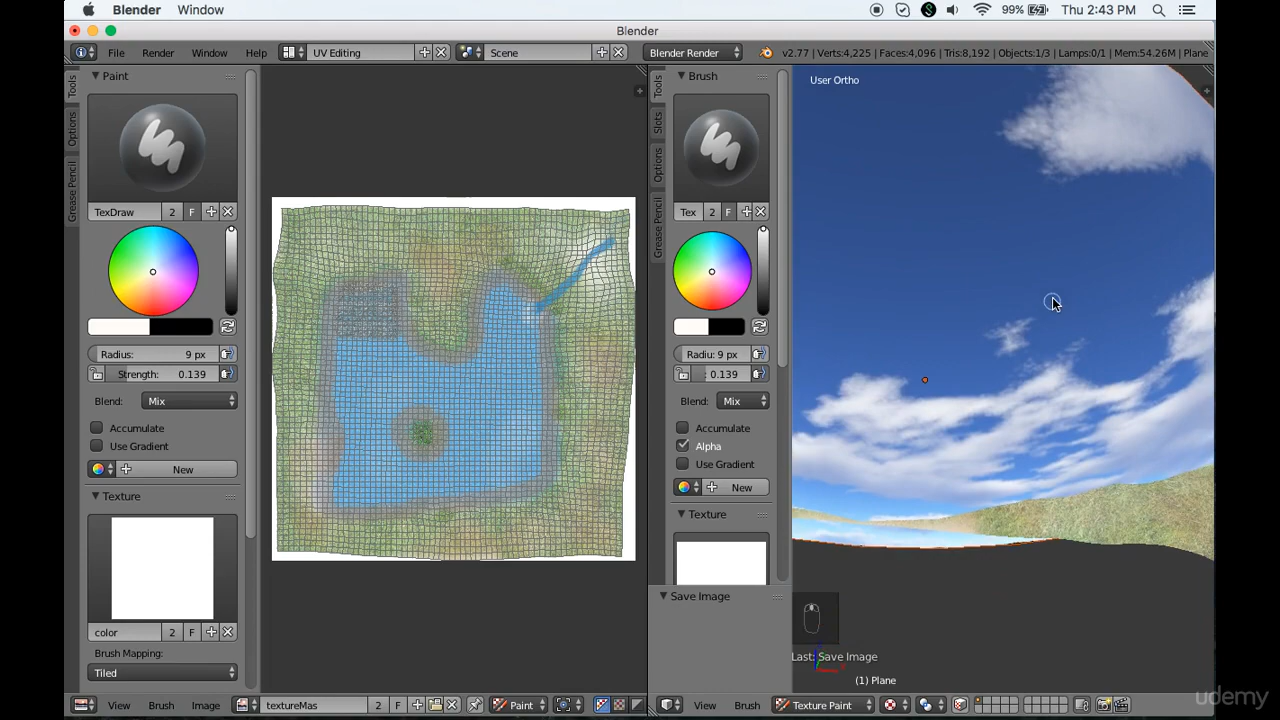 Blender Window 99% Thu 2:43 PM
Blender
File Render Window Help UV Editing Scene Blender Render v2.77 | Verts:4,225 | Faces:4,096 | Tris:8,192 | Objects:1/3 | Lamps:0/1 | Mem:54.26M | Plane
Tools
Options
Grease Pencil
Paint
TexDraw 2 F
Radius: 9 px
Strength: 0.139
Blend: Mix
Accumulate
Use Gradient
New
Texture
color 2 F
Brush Mapping:
Tiled
View Brush Image textureMas 2 F Paint
Tools
Slots
Options
Grease Pencil
Brush
Tex 2 F
Radiu: 9 px
: 0.139
Blend: Mix
Accumulate
Alpha
Use Gradient
New
Texture
Save Image
User Ortho
Last: Save Image
(1) Plane
View Brush Texture Paint
udemy